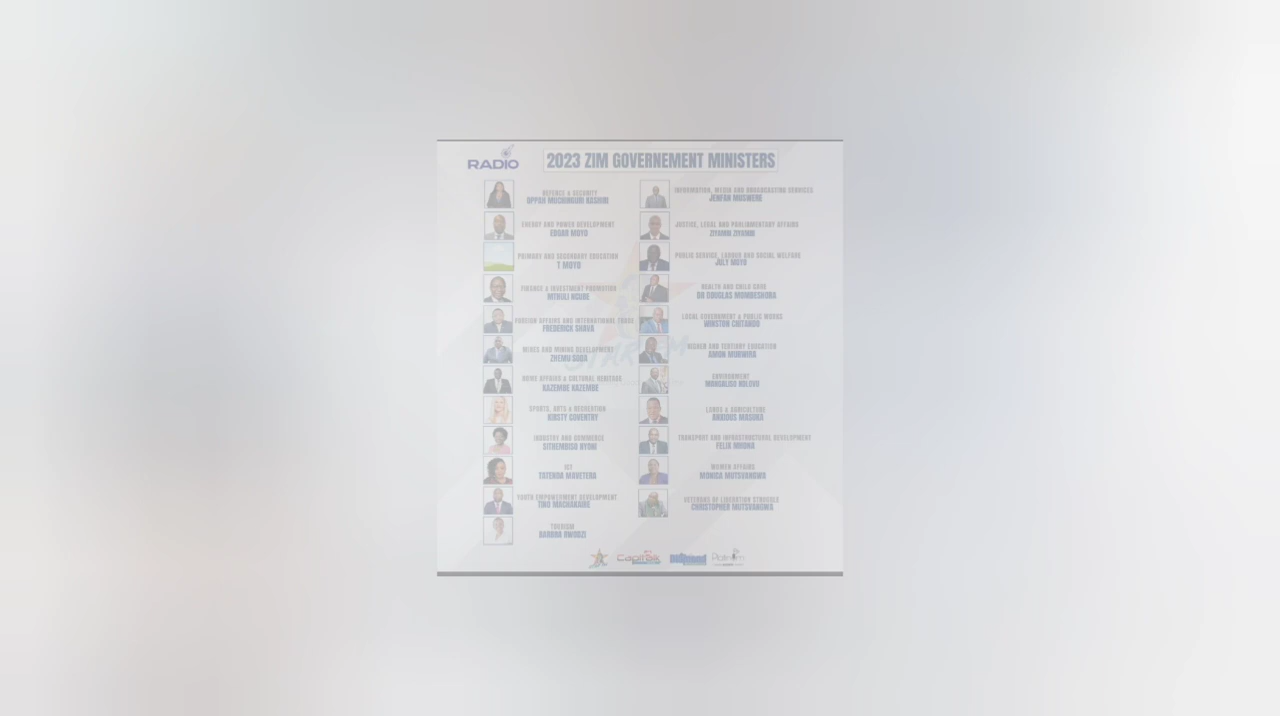 RADIO
2023 ZIM GOVERNEMENT MINISTERS
DEFENCE & SECURITY
OPPAH MUCHINGURI KASHIRI
ENERGY AND POWER DEVELOPMENT
EDGAR MOYO
PRIMARY AND SECONDARY EDUCATION
T MOYO
FINANCE & INVESTMENT PROMOTION
MTHULI NCUBE
FOREIGN AFFAIRS AND INTERNATIONAL TRADE
FREDERICK SHAVA
MINES AND MINING DEVELOPMENT
ZHEMU SODA
HOME AFFAIRS & CULTURAL HERITAGE
KAZEMBE KAZEMBE
SPORTS, ARTS & RECREATION
KIRSTY COVENTRY
INDUSTRY AND COMMERCE
SITHEMBISO NYONI
ICT
TATENDA MAVETERA
YOUTH EMPOWERMENT DEVELOPMENT
TINO MACHAKAIRE
TOURISM
BARBRA RWODZI
INFORMATION, MEDIA AND BROADCASTING SERVICES
JENFAN MUSWERE
JUSTICE, LEGAL AND PARLIAMENTARY AFFAIRS
ZIYAMBI ZIYAMBI
PUBLIC SERVICE, LABOUR AND SOCIAL WELFARE
JULY MOYO
HEALTH AND CHILD CARE
DR DOUGLAS MOMBESHORA
LOCAL GOVERNMENT & PUBLIC WORKS
WINSTON CHITANDO
HIGHER AND TERTIARY EDUCATION
AMON MURWIRA
ENVIRONMENT
MANGALISO NDLOVU
LANDS & AGRICULTURE
ANXIOUS MASUKA
TRANSPORT AND INFRASTRUCTURAL DEVELOPMENT
FELIX MHONA
WOMEN AFFAIRS
MONICA MUTSVANGWA
VETERANS OF LIBERATION STRUGGLE
CHRISTOPHER MUTSVANGWA
Capitalk